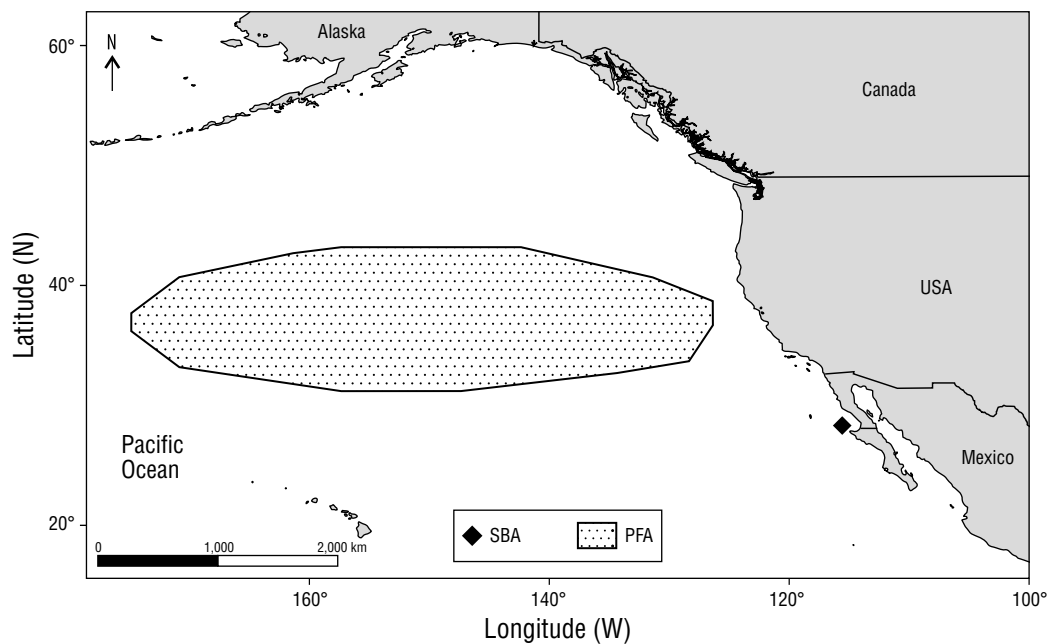 60°
N
Alaska
Canada
Latitude (N)
40°
USA
Pacific
Ocean
Mexico
20°
SBA
PFA
0
1,000
2,000 km
160°
140°
120°
100°
Longitude (W)